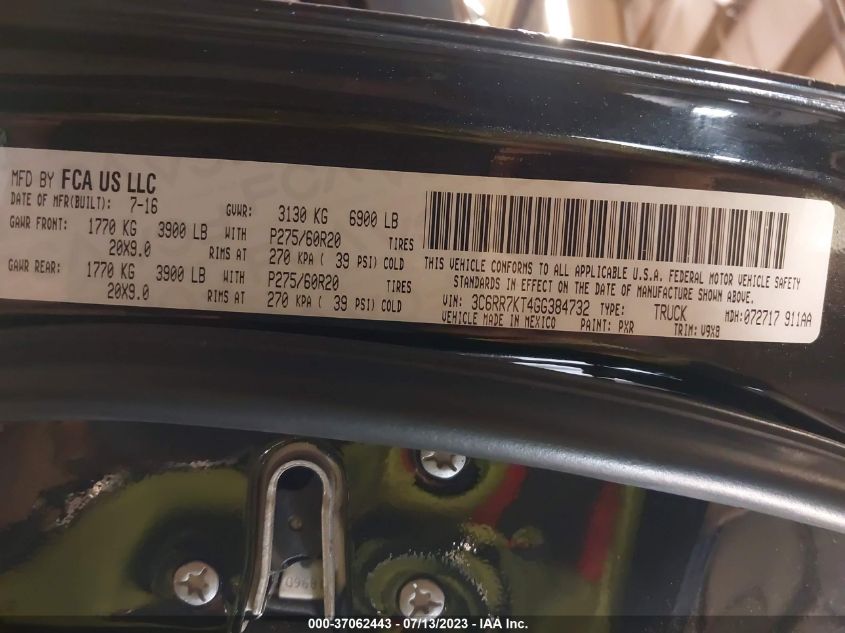 MFD BY FCA US LLC
DATE OF MFR(BUILT): 7-16 GVWR: 3130 KG 6900 LB
GAWR FRONT: 1770 KG 3900 LB WITH P275/60R20 TIRES
20X9.0 RIMS AT 270 KPA ( 39 PSI) COLD
GAWR REAR: 1770 KG 3900 LB WITH P275/60R20 TIRES
20X9.0 RIMS AT 270 KPA ( 39 PSI) COLD
THIS VEHICLE CONFORMS TO ALL APPLICABLE U.S.A. FEDERAL MOTOR VEHICLE SAFETY
STANDARDS IN EFFECT ON THE DATE OF MANUFACTURE SHOWN ABOVE.
VIN: 3C6RR7KT4GG384732 TYPE: TRUCK MDH:072717 911AA
VEHICLE MADE IN MEXICO PAINT: PXR TRIM: V9X8
000-37062443 - 07/13/2023 - IAA Inc.